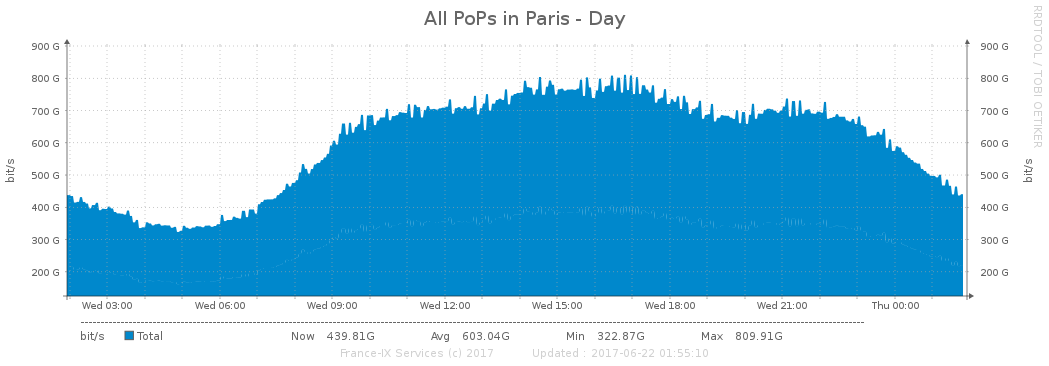 All PoPs in Paris - Day
RRDTOOL / TOBI OETIKER
900 G 900 G
800 G 800 G
700 G 700 G
600 G 600 G
500 G 500 G
400 G 400 G
300 G 300 G
200 G 200 G
bit/s bit/s
Wed 03:00 Wed 06:00 Wed 09:00 Wed 12:00 Wed 15:00 Wed 18:00 Wed 21:00 Thu 00:00
bit/s Total Now 439.81G Avg 603.04G Min 322.87G Max 809.91G
France-IX Services (c) 2017 Updated : 2017-06-22 01:55:10